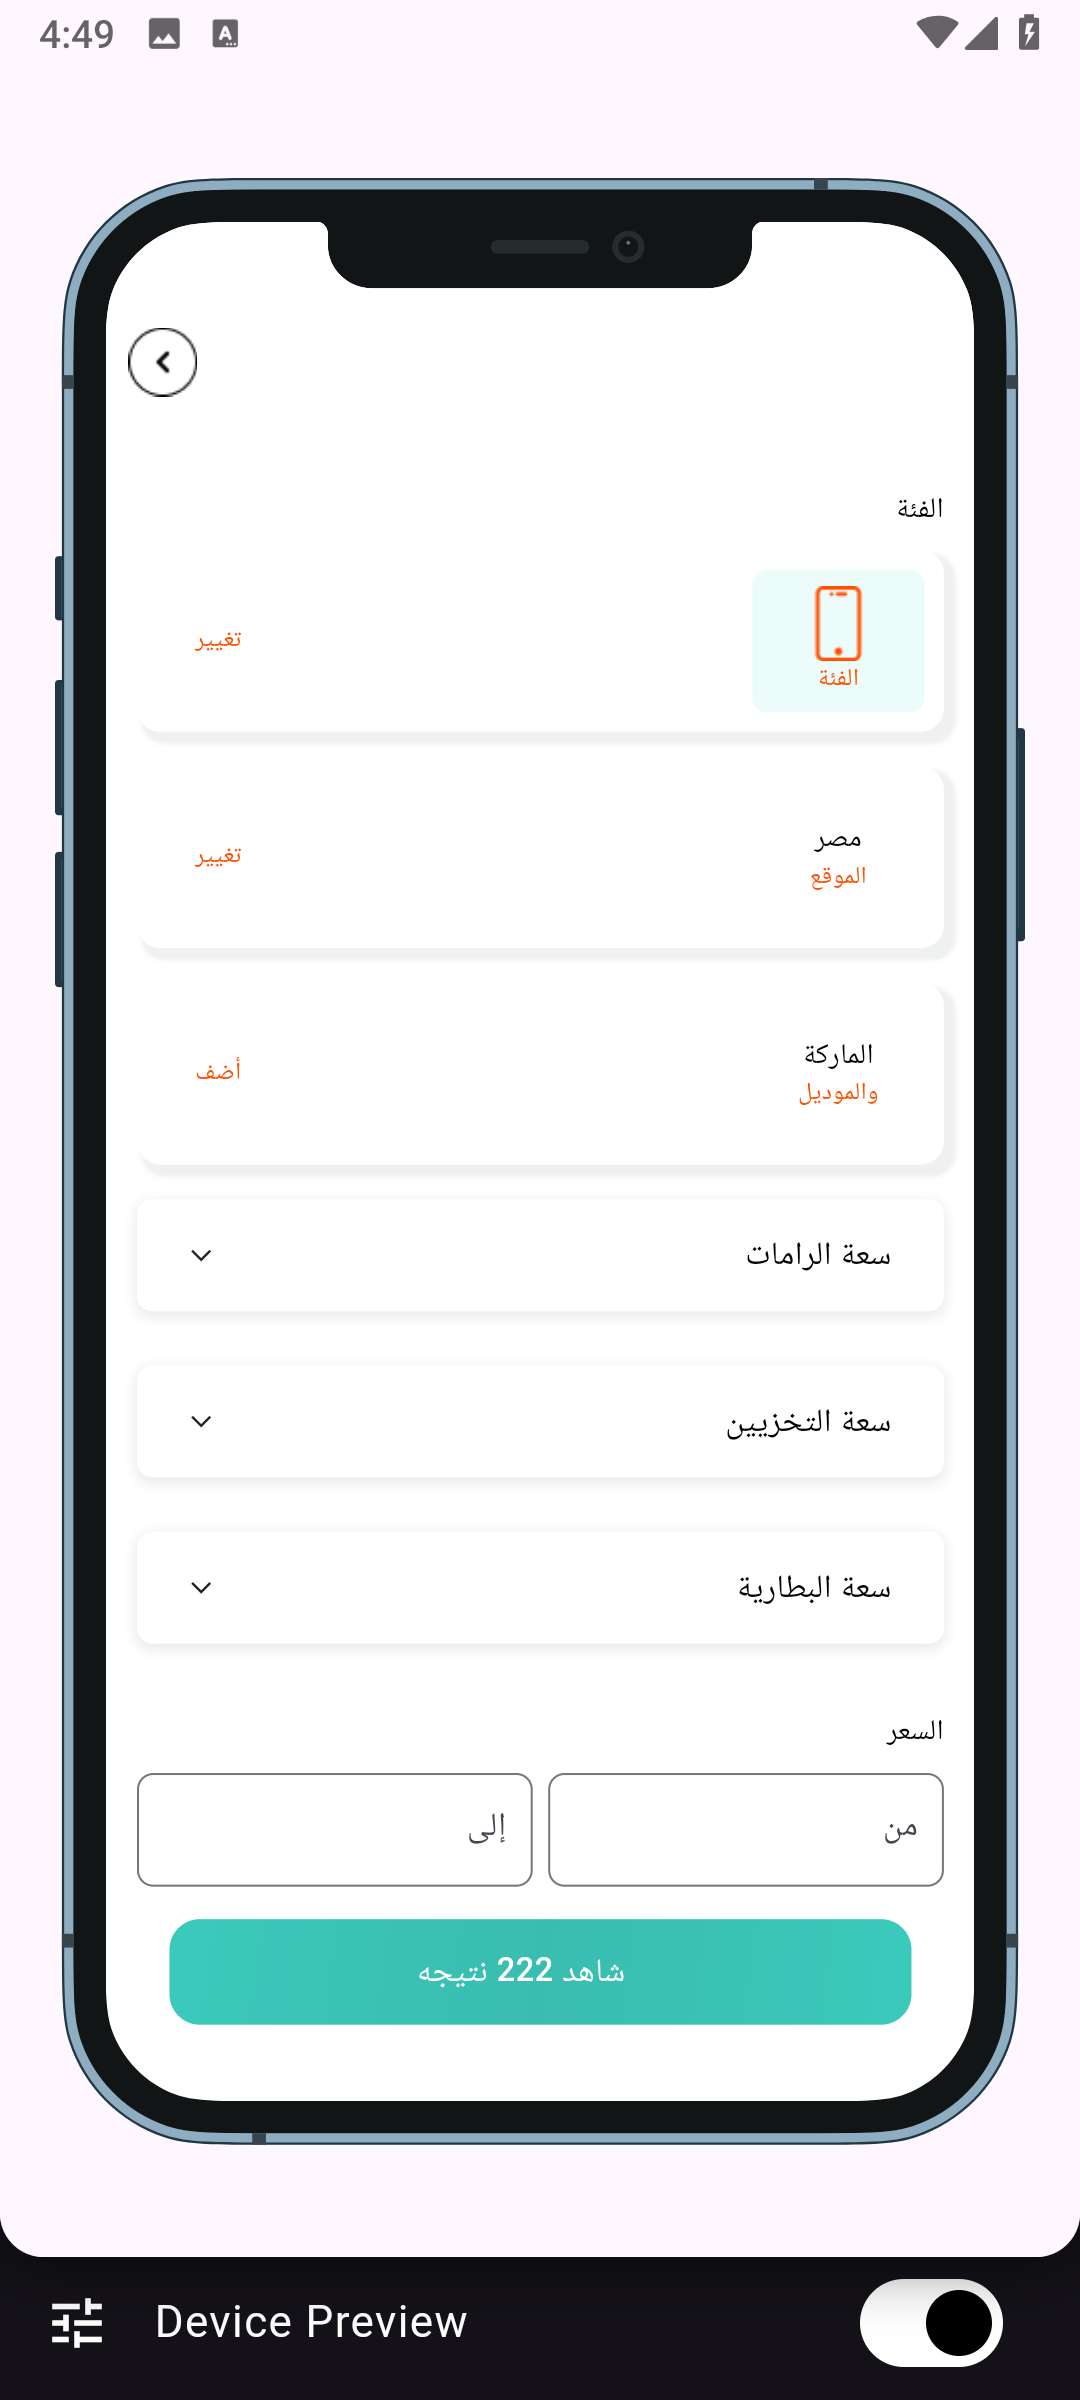 4:49
الفئة
الفئة
تغيير
مصر
الموقع
تغيير
الماركة
والموديل
أضف
سعة الرامات
سعة التخزيين
سعة البطارية
السعر
من
إلى
شاهد 222 نتيجه
Device Preview